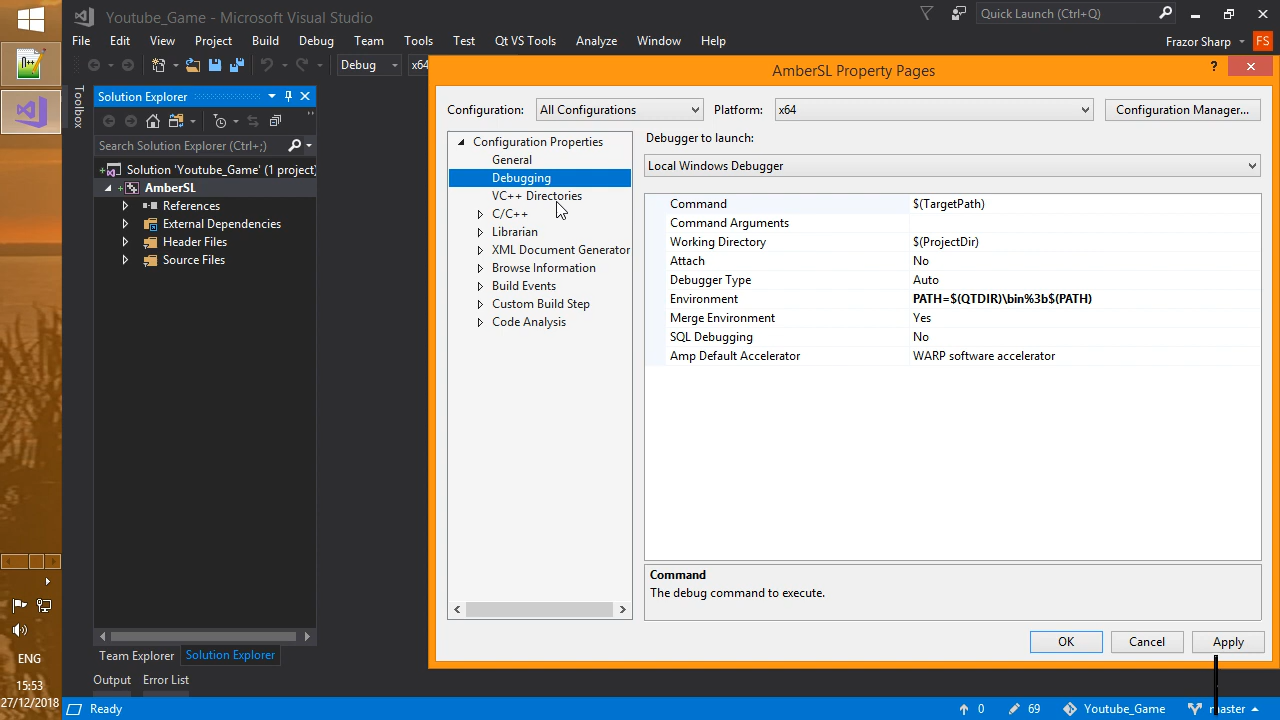 Youtube_Game - Microsoft Visual Studio
Quick Launch (Ctrl+Q)
File Edit View Project Build Debug Team Tools Test Qt VS Tools Analyze Window Help
Frazor Sharp FS
Debug x64
Toolbox
Solution Explorer
Search Solution Explorer (Ctrl+;)
Solution 'Youtube_Game' (1 project)
AmberSL
References
External Dependencies
Header Files
Source Files
Team Explorer Solution Explorer
Output Error List
AmberSL Property Pages
?
Configuration: All Configurations Platform: x64 Configuration Manager...
Configuration Properties
General
Debugging
VC++ Directories
C/C++
Librarian
XML Document Generator
Browse Information
Build Events
Custom Build Step
Code Analysis
Debugger to launch:
Local Windows Debugger
Command $(TargetPath)
Command Arguments
Working Directory $(ProjectDir)
Attach No
Debugger Type Auto
Environment PATH=$(QTDIR)\bin%3b$(PATH)
Merge Environment Yes
SQL Debugging No
Amp Default Accelerator WARP software accelerator
Command
The debug command to execute.
OK Cancel Apply
ENG
15:53
27/12/2018
Ready 0 69 Youtube_Game master